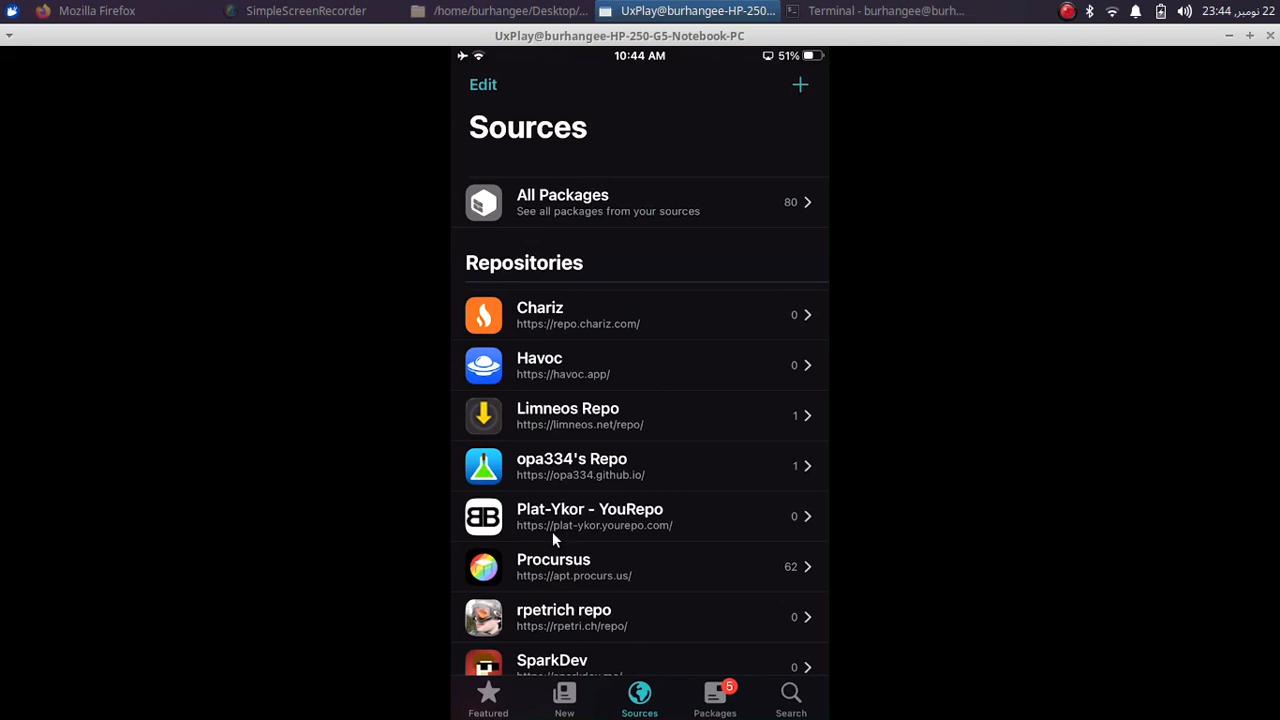 Mozilla Firefox
SimpleScreenRecorder
/home/burhangee/Desktop/...
UxPlay@burhangee-HP-250...
Terminal - burhangee@burh...
22 نومبر, 23:44
UxPlay@burhangee-HP-250-G5-Notebook-PC
10:44 AM
51%
Edit
Sources
All Packages
80
See all packages from your sources
Repositories
Chariz
0
https://repo.chariz.com/
Havoc
0
https://havoc.app/
Limneos Repo
1
https://limneos.net/repo/
opa334's Repo
1
https://opa334.github.io/
BB
Plat-Ykor - YouRepo
0
https://plat-ykor.yourepo.com/
Procursus
62
https://apt.procurs.us/
rpetrich repo
0
https://rpetri.ch/repo/
SparkDev
0
5
Featured
New
Sources
Packages
Search